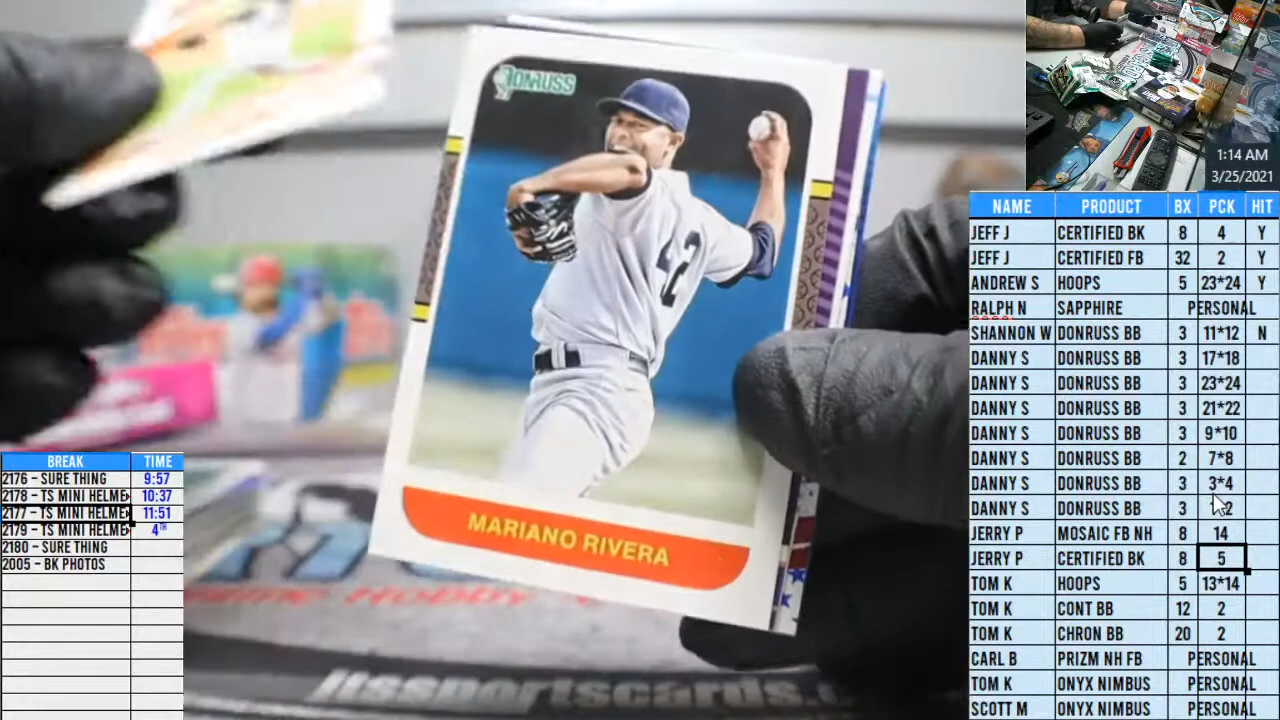 DONRUSS
42
MARIANO RIVERA
1:14 AM
3/25/2021
NAME PRODUCT BX PCK HIT
JEFF J CERTIFIED BK 8 4 Y
JEFF J CERTIFIED FB 32 2 Y
ANDREW S HOOPS 5 23*24 Y
RALPH N SAPPHIRE PERSONAL
SHANNON W DONRUSS BB 3 11*12 N
DANNY S DONRUSS BB 3 17*18
DANNY S DONRUSS BB 3 23*24
DANNY S DONRUSS BB 3 21*22
DANNY S DONRUSS BB 3 9*10
DANNY S DONRUSS BB 2 7*8
DANNY S DONRUSS BB 3 3*4
DANNY S DONRUSS BB 3
JERRY P MOSAIC FB NH 8 14
JERRY P CERTIFIED BK 8 5
TOM K HOOPS 5 13*14
TOM K CONT BB 12 2
TOM K CHRON BB 20 2
CARL B PRIZM NH FB PERSONAL
TOM K ONYX NIMBUS PERSONAL
SCOTT M ONYX NIMBUS PERSONAL
BREAK TIME
2176 – SURE THING 9:57
2178 – TS MINI HELME 10:37
2177 – TS MINI HELME 11:51
2179 – TS MINI HELME 4TH
2180 – SURE THING
2005 – BK PHOTOS
jtssportscards.c